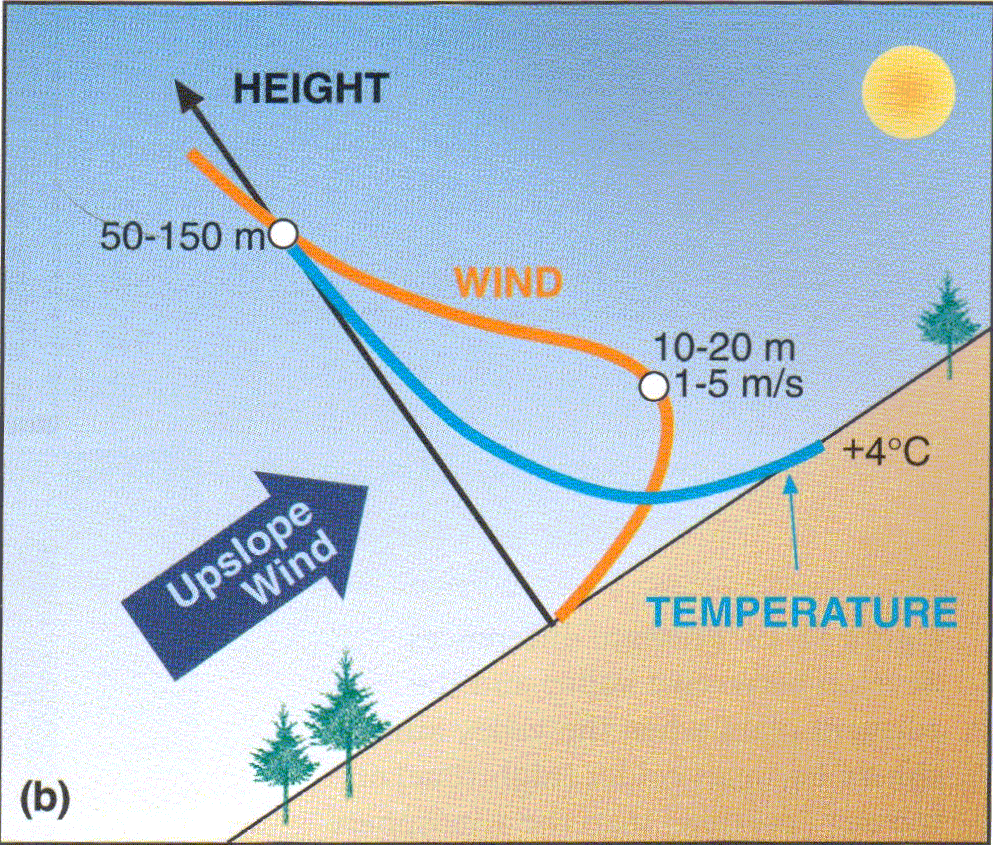 HEIGHT
50-150 m
WIND
10-20 m
1-5 m/s
+4°C
Upslope
Wind
TEMPERATURE
(b)